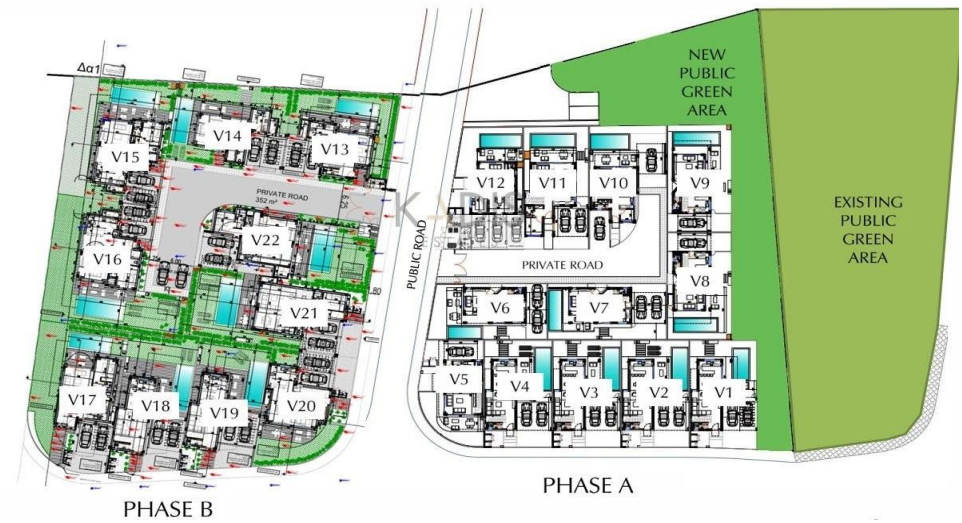 Δα1
V15
V14
V13
PRIVATE ROAD
352 m²
V22
V16
V21
V17
V18
V19
V20
PHASE B
PUBLIC ROAD
NEW
PUBLIC
GREEN
AREA
EXISTING
PUBLIC
GREEN
AREA
V12
V11
V10
V9
PRIVATE ROAD
V8
V6
V7
V5
V4
V3
V2
V1
PHASE A